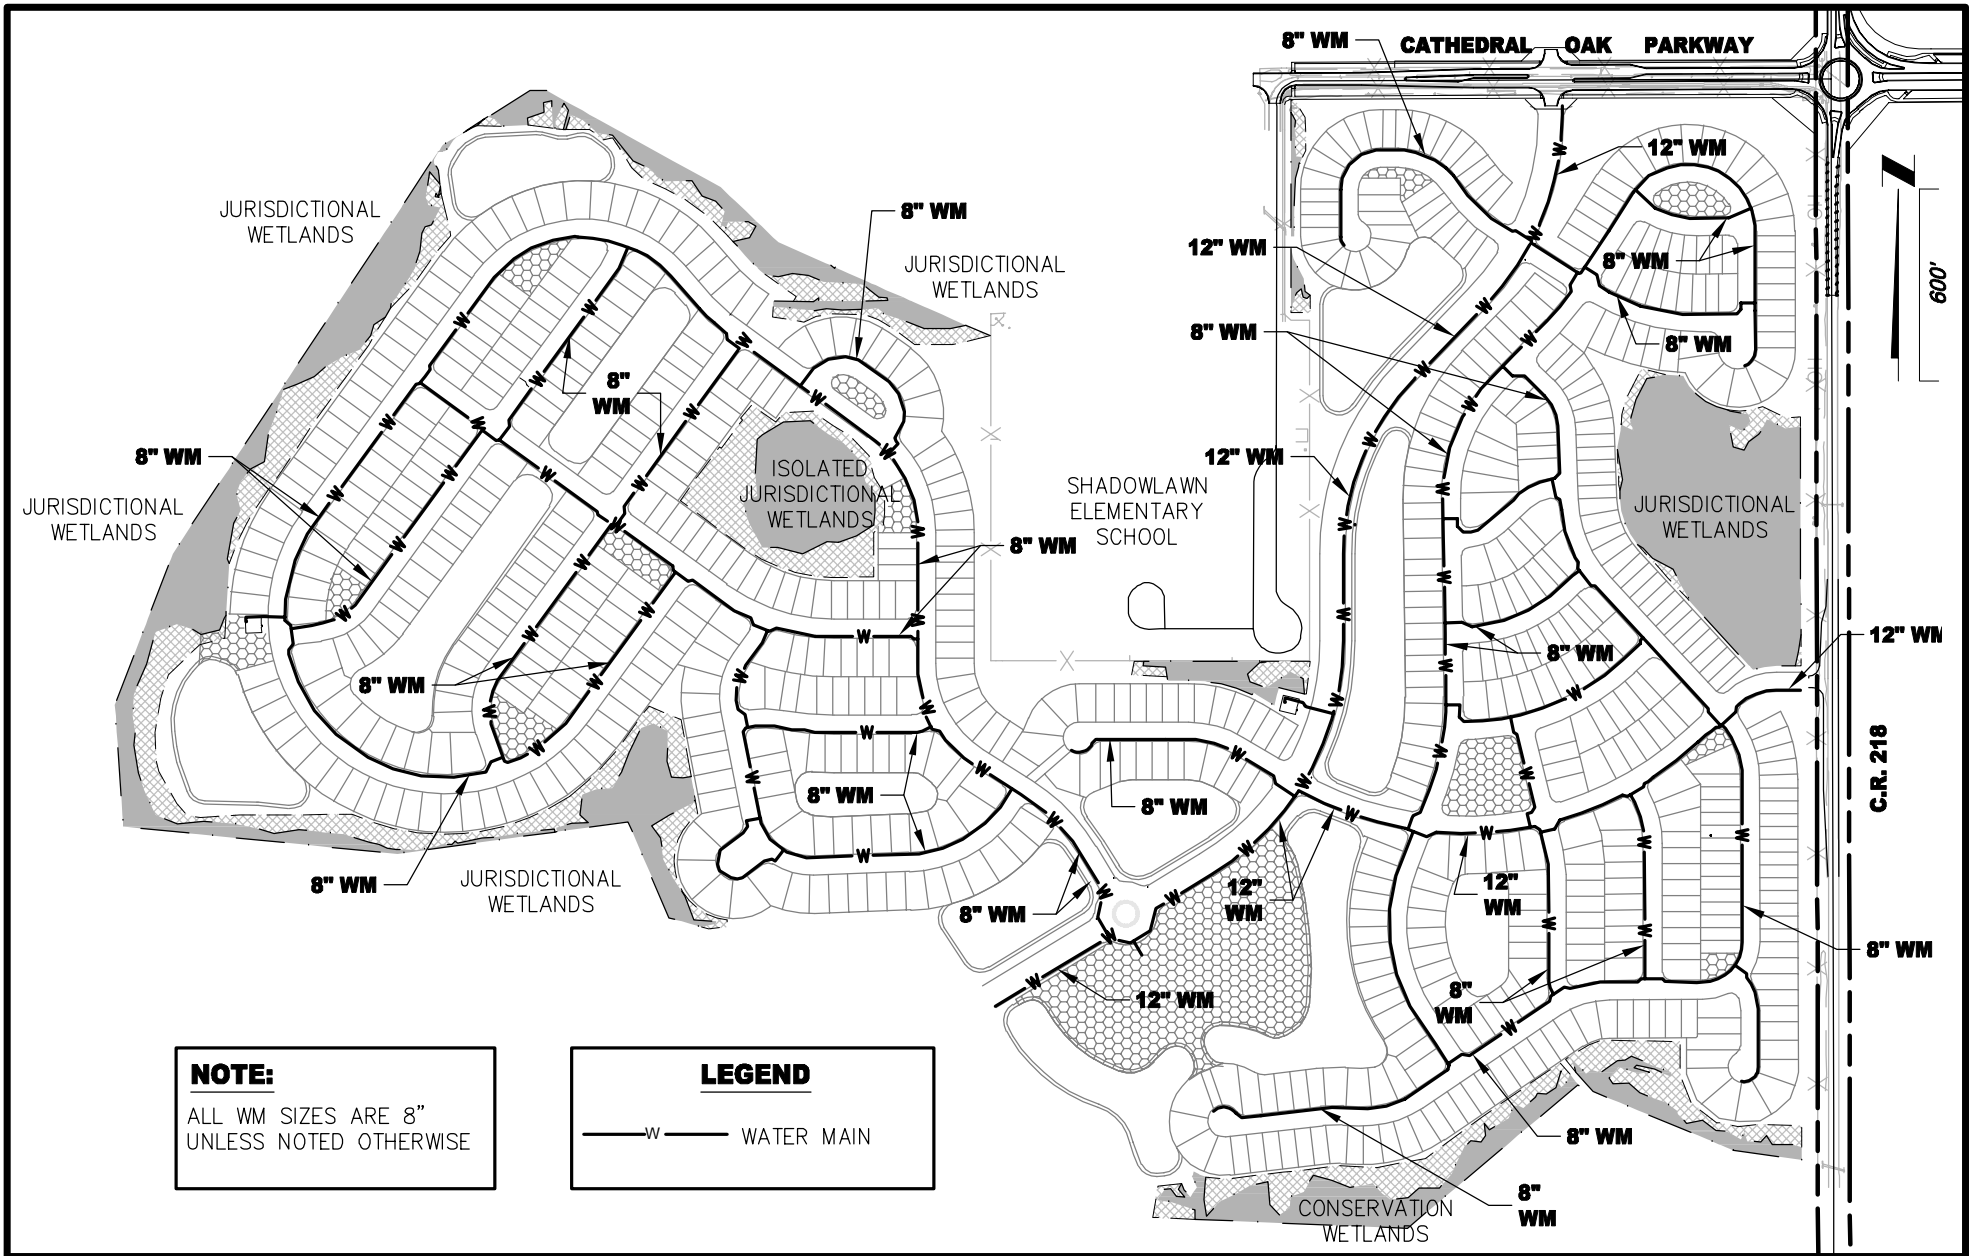 8" WM
CATHEDRAL OAK PARKWAY
12" WM
JURISDICTIONAL
WETLANDS
8" WM
12" WM
JURISDICTIONAL
WETLANDS
8" WM
600'
8" WM
8" WM
8"
WM
8" WM
12" WM
ISOLATED
JURISDICTIONAL
WETLANDS
SHADOWLAWN
ELEMENTARY
SCHOOL
JURISDICTIONAL
WETLANDS
JURISDICTIONAL
WETLANDS
8" WM
12" WM
8" WM
8" WM
C.R. 218
8" WM
8" WM
8" WM
JURISDICTIONAL
WETLANDS
12"
WM
12"
WM
8" WM
8" WM
8"
WM
12" WM
NOTE:
ALL WM SIZES ARE 8"
UNLESS NOTED OTHERWISE
LEGEND
W WATER MAIN
8" WM
8"
WM
CONSERVATION
WETLANDS